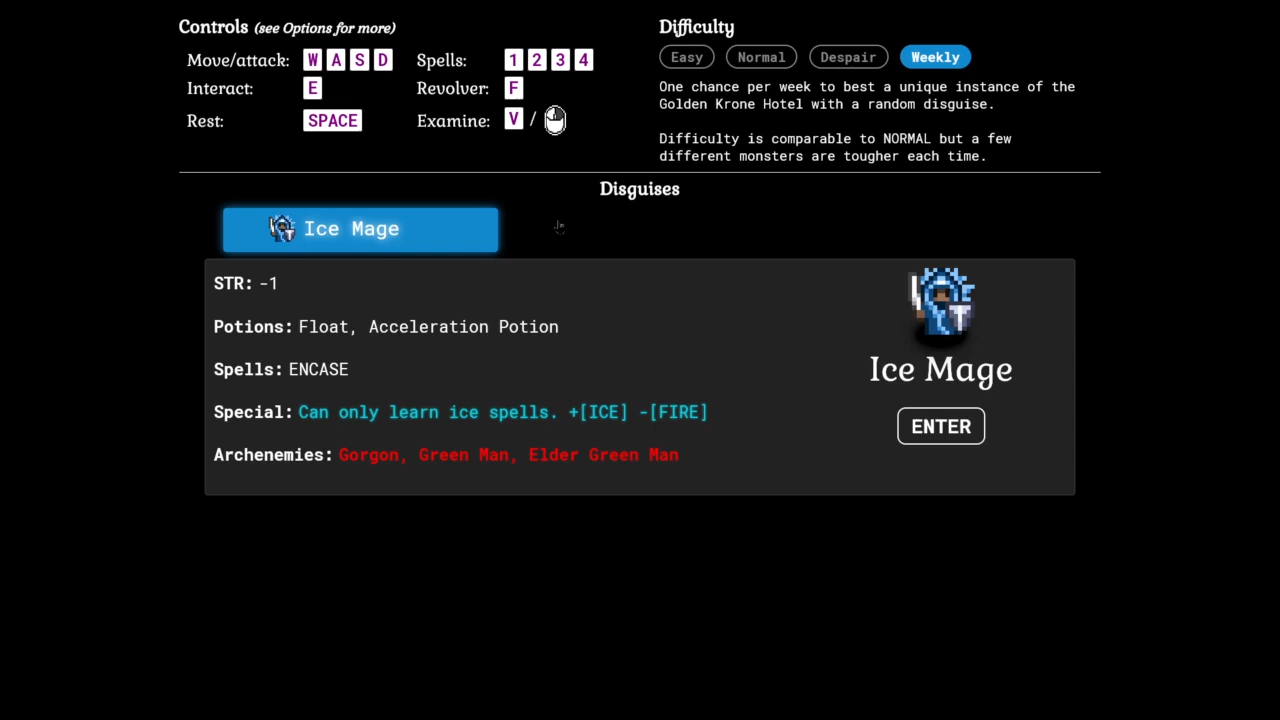 Controls (see Options for more)
Move/attack: W A S D
Spells: 1 2 3 4
Interact: E
Revolver: F
Rest: SPACE
Examine: V /
Difficulty
Easy Normal Despair Weekly
One chance per week to best a unique instance of the
Golden Krone Hotel with a random disguise.
Difficulty is comparable to NORMAL but a few
different monsters are tougher each time.
Disguises
Ice Mage
STR: -1
Potions: Float, Acceleration Potion
Spells: ENCASE
Special: Can only learn ice spells. +[ICE] -[FIRE]
Archenemies: Gorgon, Green Man, Elder Green Man
Ice Mage
ENTER